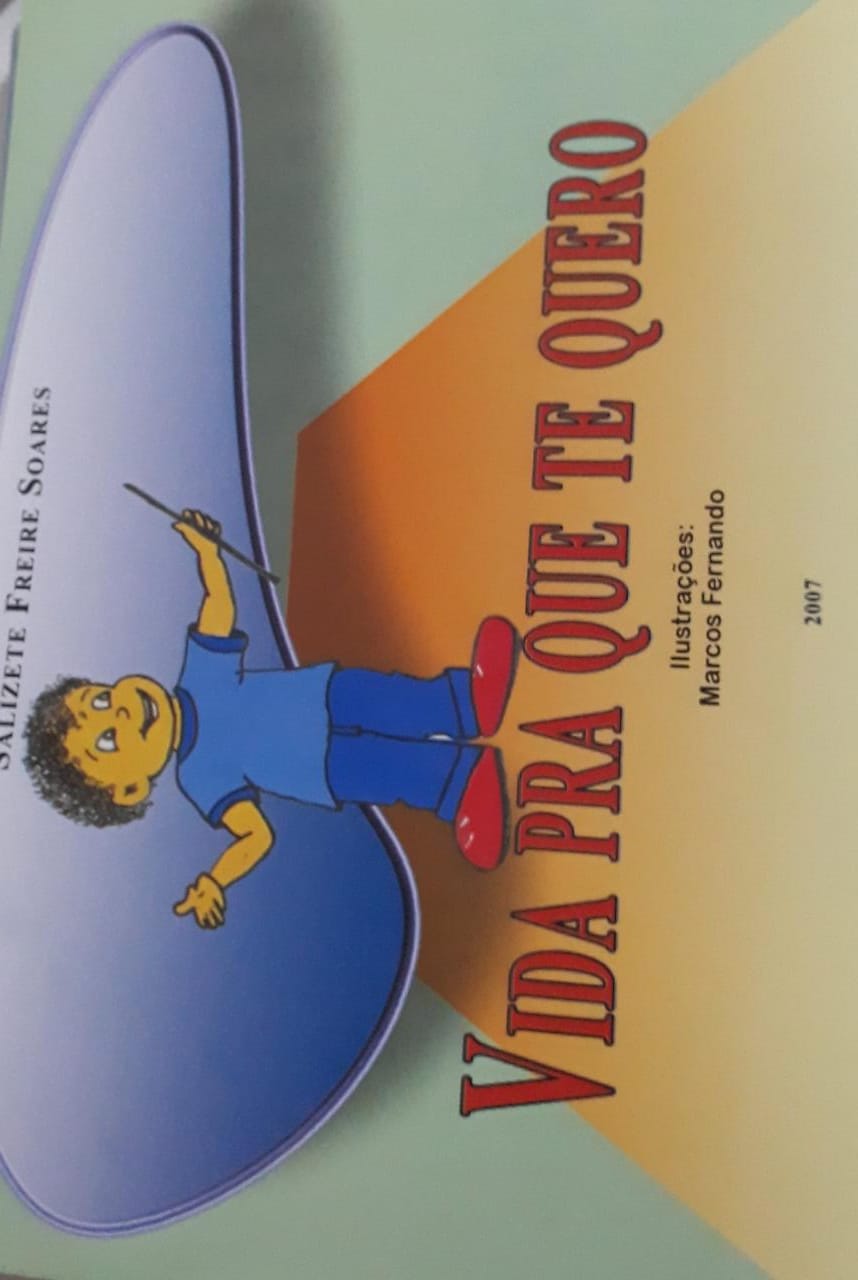 SALIZETE FREIRE SOARES
VIDA PRA QUE TE QUERO
Ilustrações:
Marcos Fernando
2007